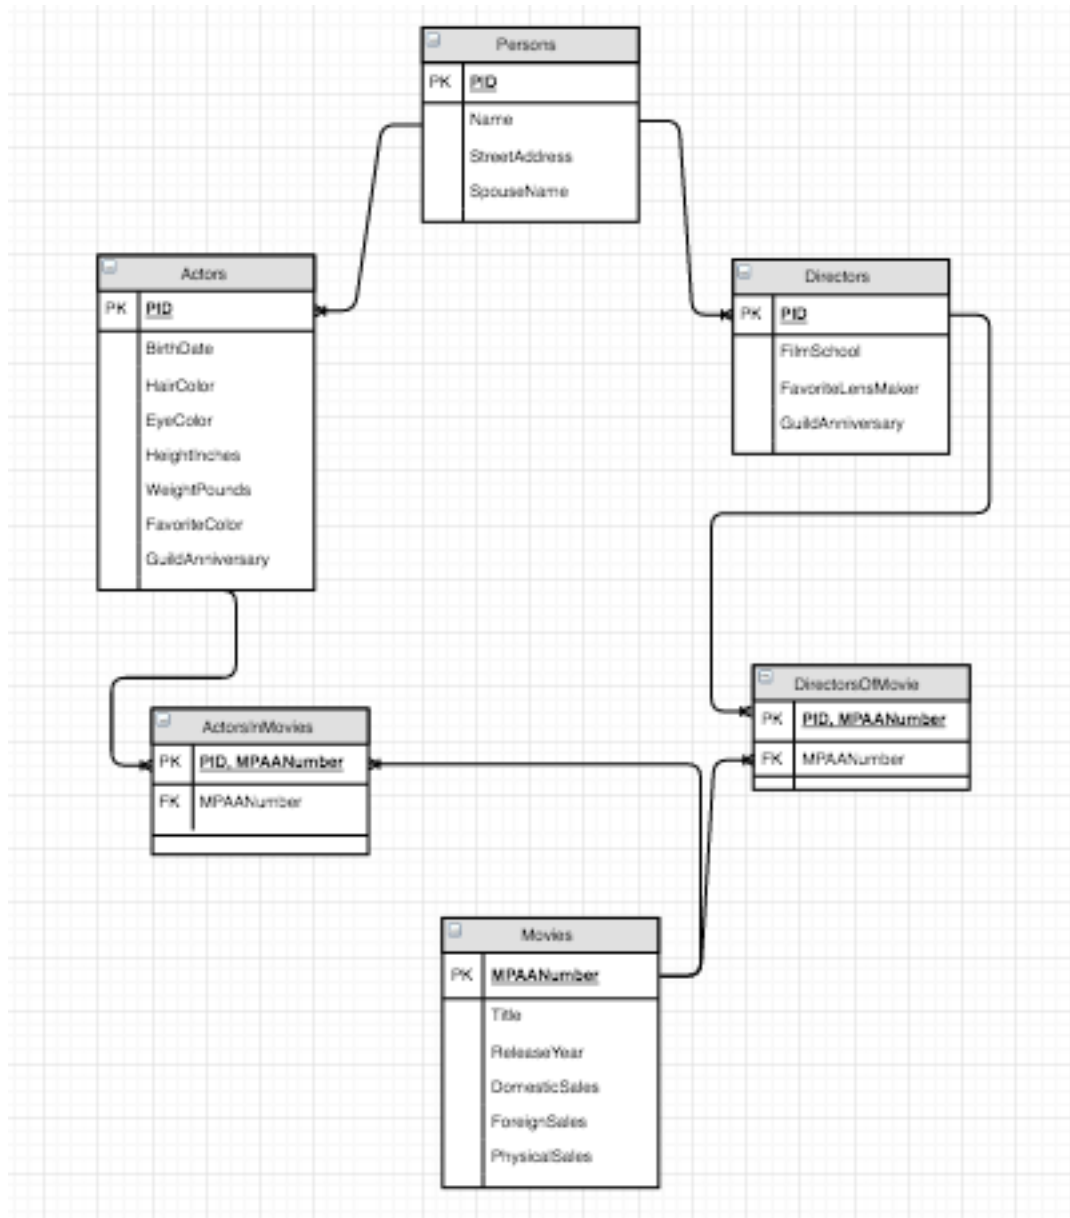 Persons
PK PID
Name
StreetAddress
SpouseName
Actors
PK PID
BirthDate
HairColor
EyeColor
HeightInches
WeightPounds
FavoriteColor
GuildAnniversary
Directors
PK PID
FilmSchool
FavoriteLensMaker
GuildAnniversary
ActorsInMovies
PK PID, MPAANumber
FK MPAANumber
DirectorsOfMovie
PK PID, MPAANumber
FK MPAANumber
Movies
PK MPAANumber
Title
ReleaseYear
DomesticSales
ForeignSales
PhysicalSales